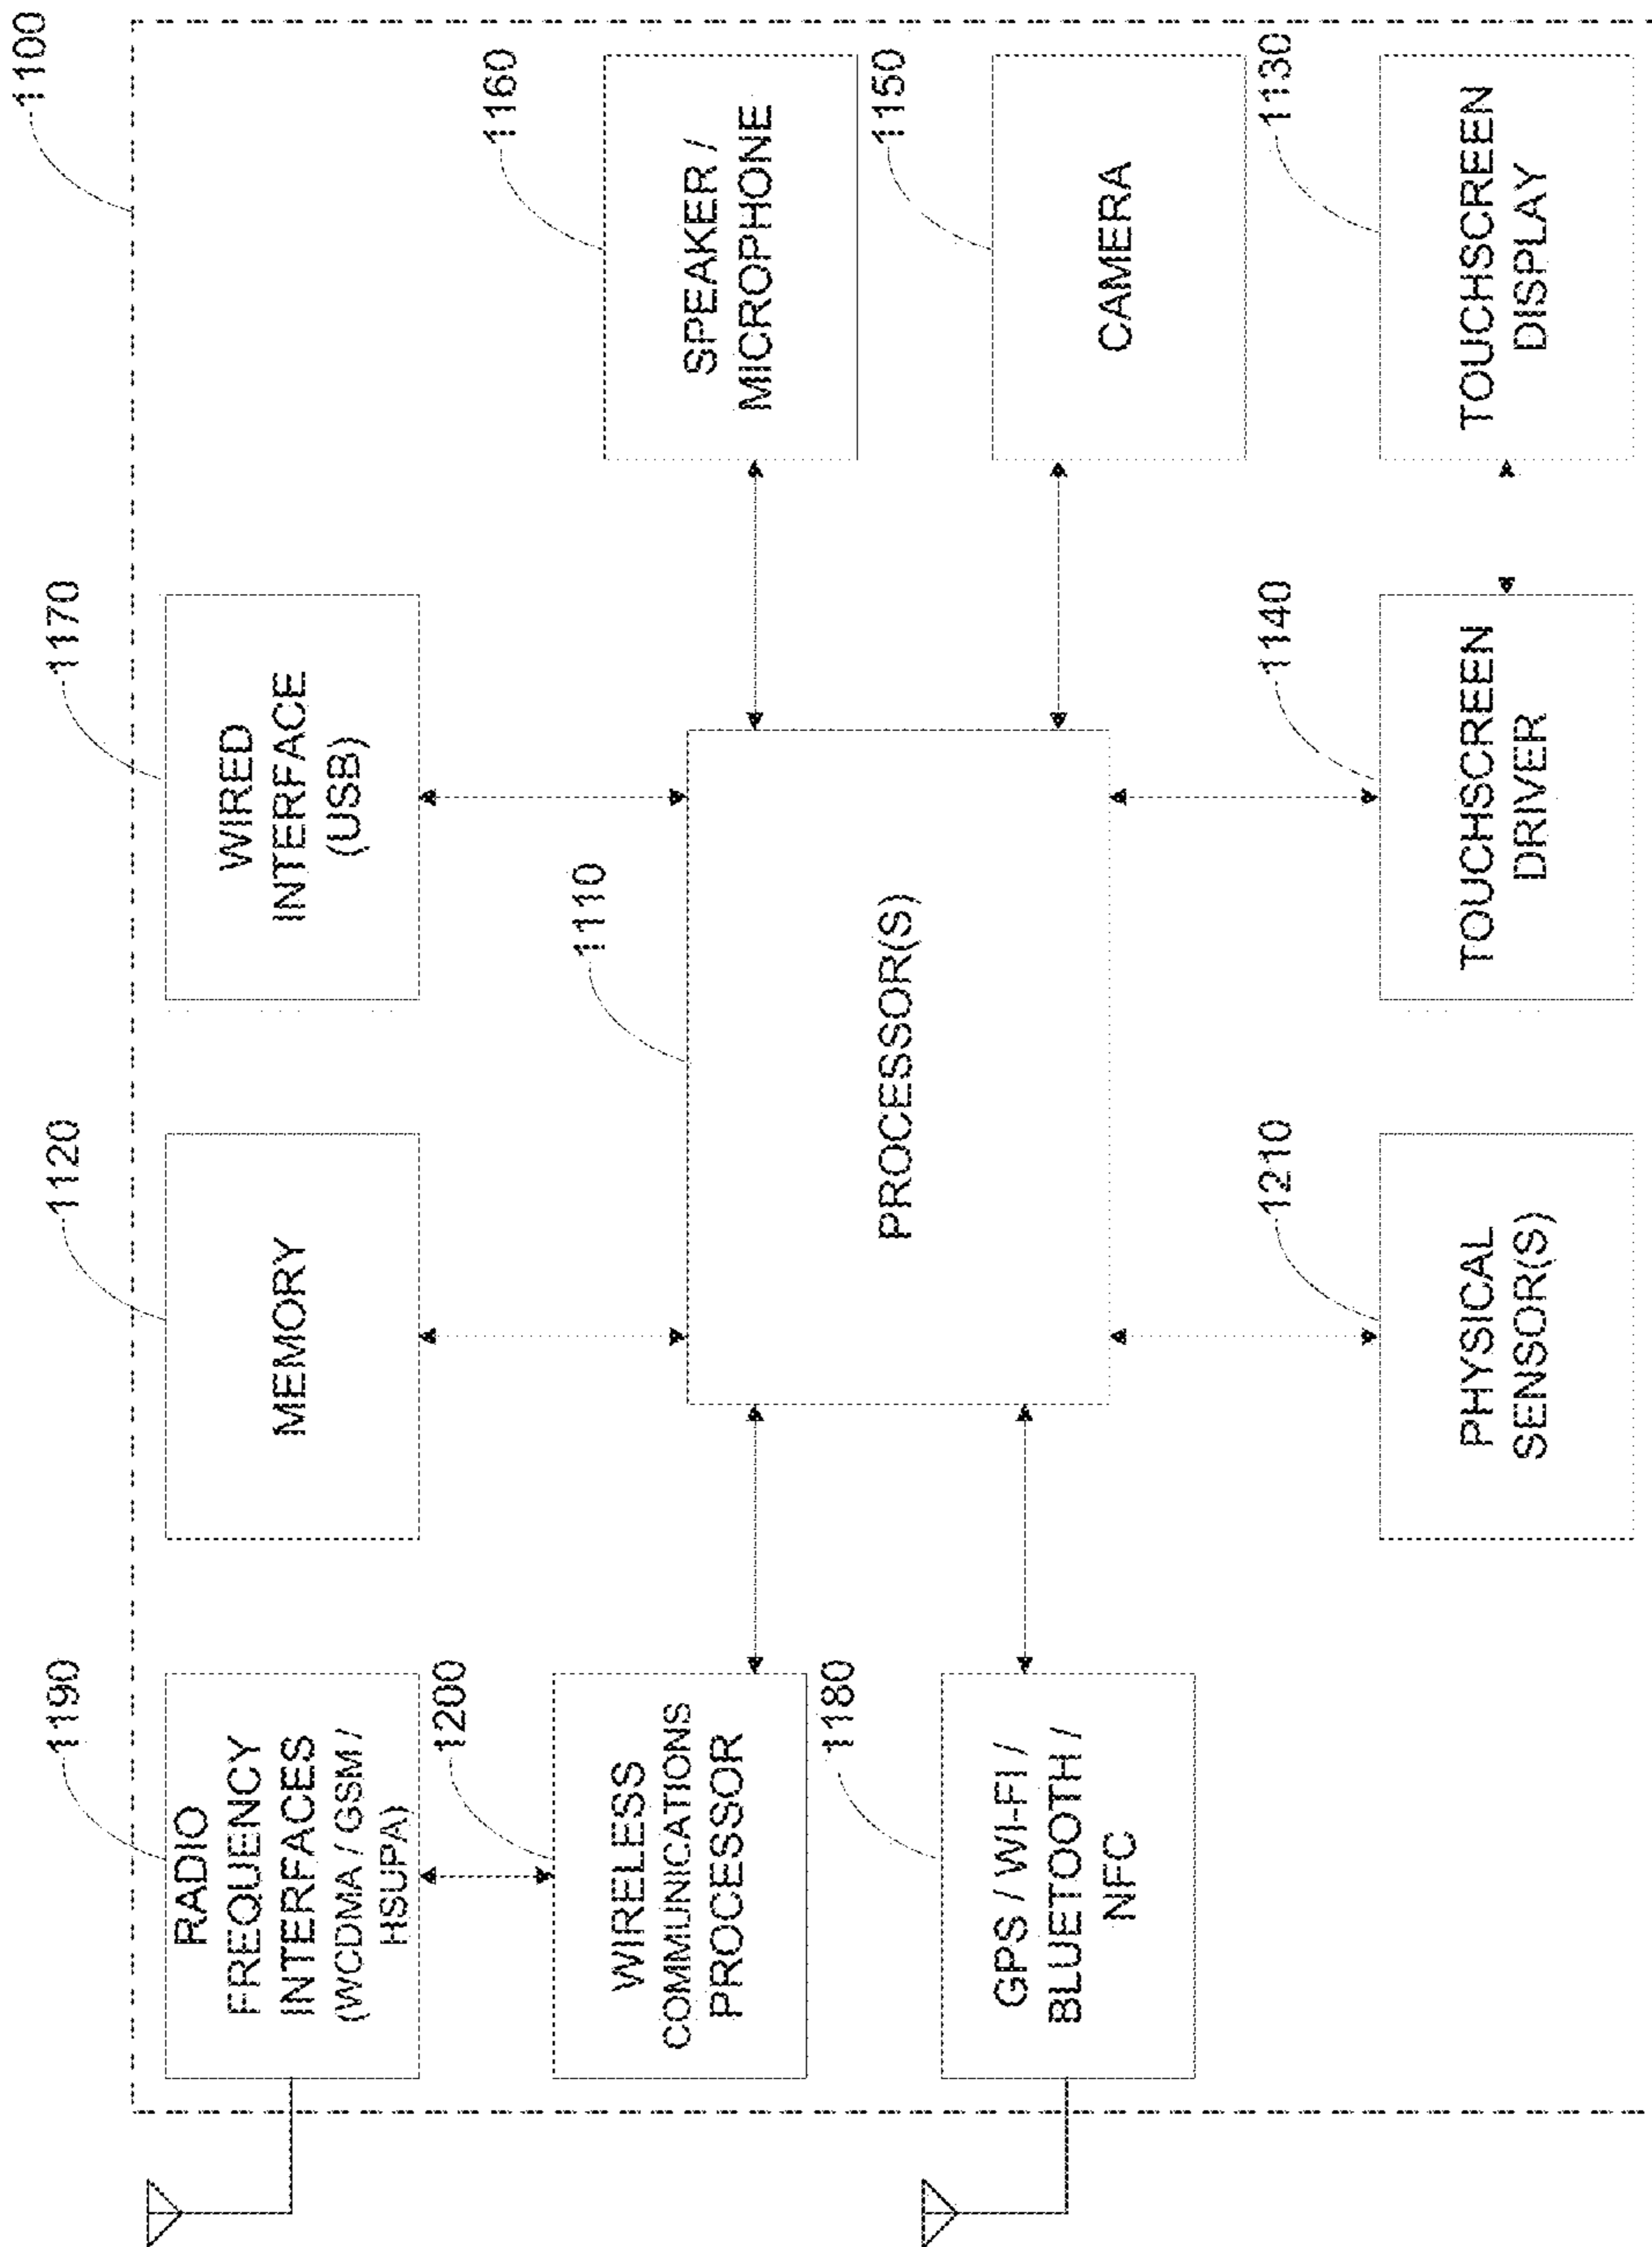 1100
1190
RADIO
FREQUENCY
INTERFACES
(WCDMA / GSM /
HSUPA)
1120
MEMORY
1170
WIRED
INTERFACE
(USB)
1200
WIRELESS
COMMUNICATIONS
PROCESSOR
1110
PROCESSOR(S)
1160
SPEAKER /
MICROPHONE
1180
GPS / WI-FI /
BLUETOOTH /
NFC
1150
CAMERA
1210
PHYSICAL
SENSOR(S)
1140
TOUCHSCREEN
DRIVER
1130
TOUCHSCREEN
DISPLAY